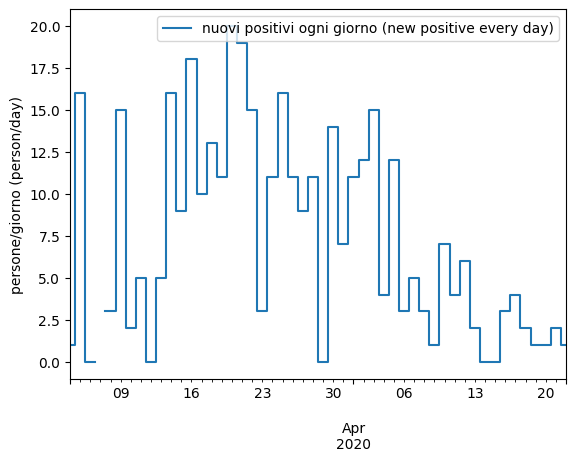 nuovi positivi ogni giorno (new positive every day)
persone/giorno (person/day)
20.0
17.5
15.0
12.5
10.0
7.5
5.0
2.5
0.0
09 16 23 30 06 13 20
Apr
2020